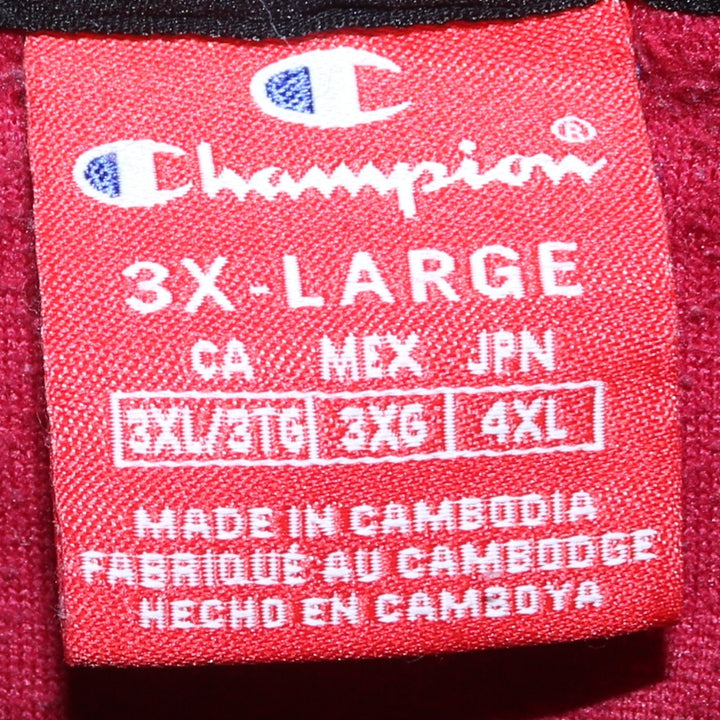 Champion®
3X-LARGE
CA MEX JPN
3XL/3TG 3XG 4XL
MADE IN CAMBODIA
FABRIQUÉ AU CAMBODGE
HECHO EN CAMBOYA